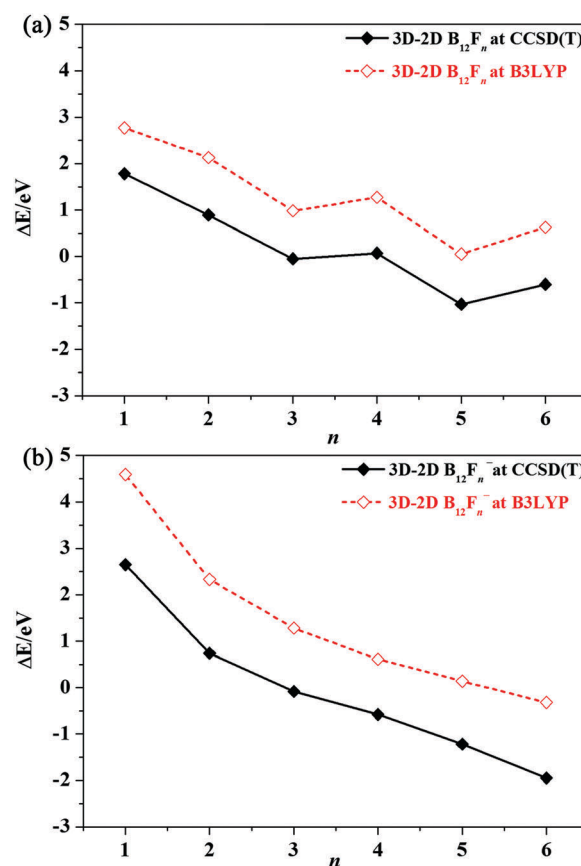 (a)
3D-2D B₁₂Fₙ at CCSD(T)
3D-2D B₁₂Fₙ at B3LYP
ΔE/eV
5
4
3
2
1
0
-1
-2
-3
1 2 3 4 5 6
n
(b)
3D-2D B₁₂Fₙ⁻ at CCSD(T)
3D-2D B₁₂Fₙ⁻ at B3LYP
ΔE/eV
5
4
3
2
1
0
-1
-2
-3
1 2 3 4 5 6
n